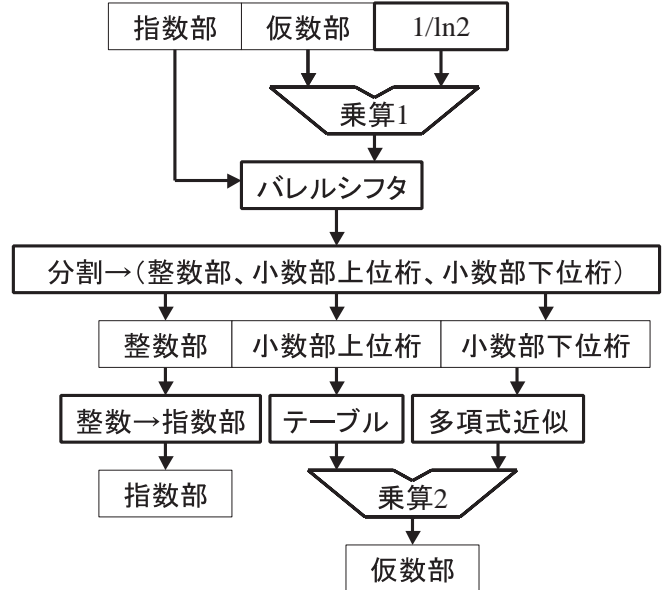 指数部 仮数部 1/ln2
乗算1
バレルシフタ
分割→(整数部、小数部上位桁、小数部下位桁)
整数部 小数部上位桁 小数部下位桁
整数→指数部 テーブル 多項式近似
指数部 乗算2
仮数部